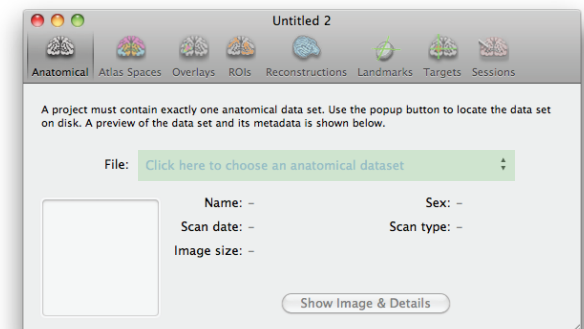 Untitled 2
Anatomical Atlas Spaces Overlays ROIs Reconstructions Landmarks Targets Sessions
A project must contain exactly one anatomical data set. Use the popup button to locate the data set
on disk. A preview of the data set and its metadata is shown below.
File: Click here to choose an anatomical dataset
Name: – Sex: –
Scan date: – Scan type: –
Image size: –
Show Image & Details